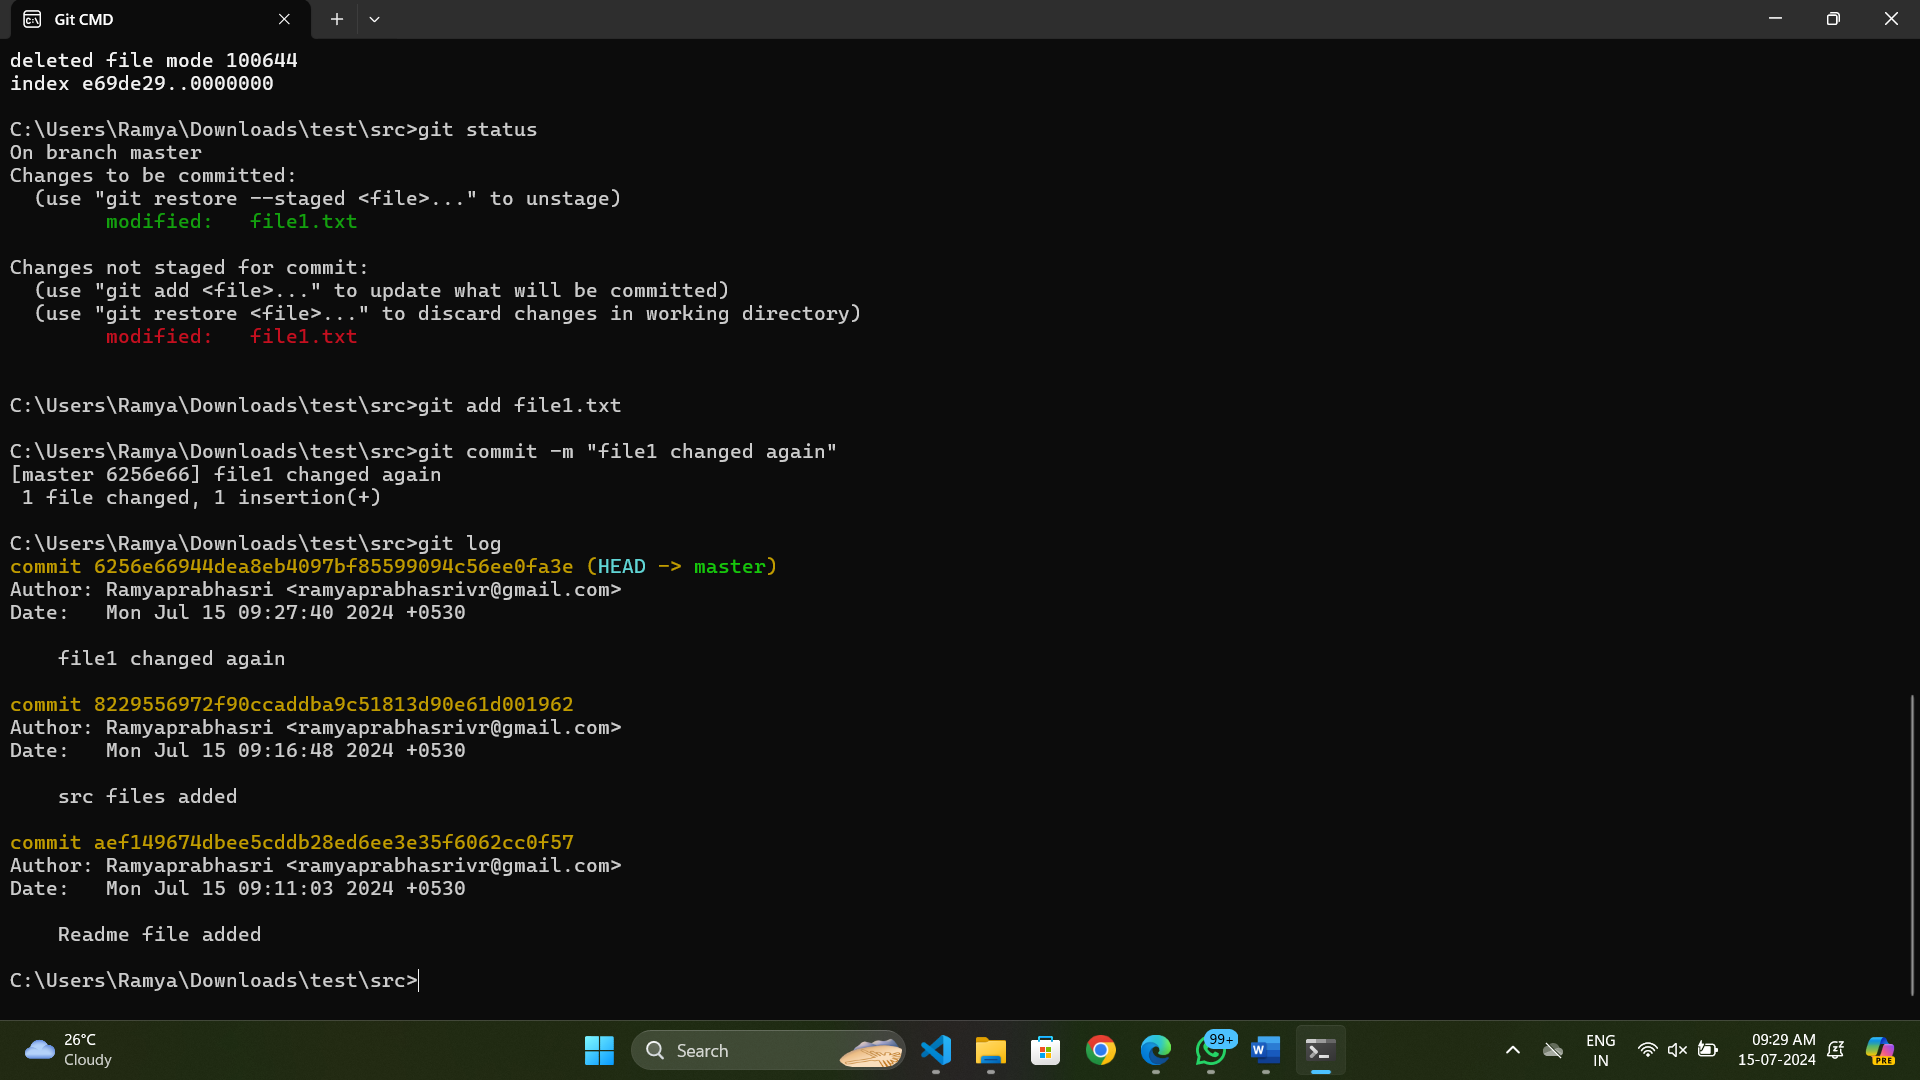 Git CMD
deleted file mode 100644
index e69de29..0000000
C:\Users\Ramya\Downloads\test\src>git status
On branch master
Changes to be committed:
  (use "git restore --staged <file>..." to unstage)
        modified:   file1.txt
Changes not staged for commit:
  (use "git add <file>..." to update what will be committed)
  (use "git restore <file>..." to discard changes in working directory)
        modified:   file1.txt
C:\Users\Ramya\Downloads\test\src>git add file1.txt
C:\Users\Ramya\Downloads\test\src>git commit -m "file1 changed again"
[master 6256e66] file1 changed again
 1 file changed, 1 insertion(+)
C:\Users\Ramya\Downloads\test\src>git log
commit 6256e66944dea8eb4097bf85599094c56ee0fa3e (HEAD -> master)
Author: Ramyaprabhasri <ramyaprabhasrivr@gmail.com>
Date:   Mon Jul 15 09:27:40 2024 +0530
    file1 changed again
commit 8229556972f90ccaddba9c51813d90e61d001962
Author: Ramyaprabhasri <ramyaprabhasrivr@gmail.com>
Date:   Mon Jul 15 09:16:48 2024 +0530
    src files added
commit aef149674dbee5cddb28ed6ee3e35f6062cc0f57
Author: Ramyaprabhasri <ramyaprabhasrivr@gmail.com>
Date:   Mon Jul 15 09:11:03 2024 +0530
    Readme file added
C:\Users\Ramya\Downloads\test\src>
26°C
Cloudy
Search
99+
ENG
IN
09:29 AM
15-07-2024
PRE